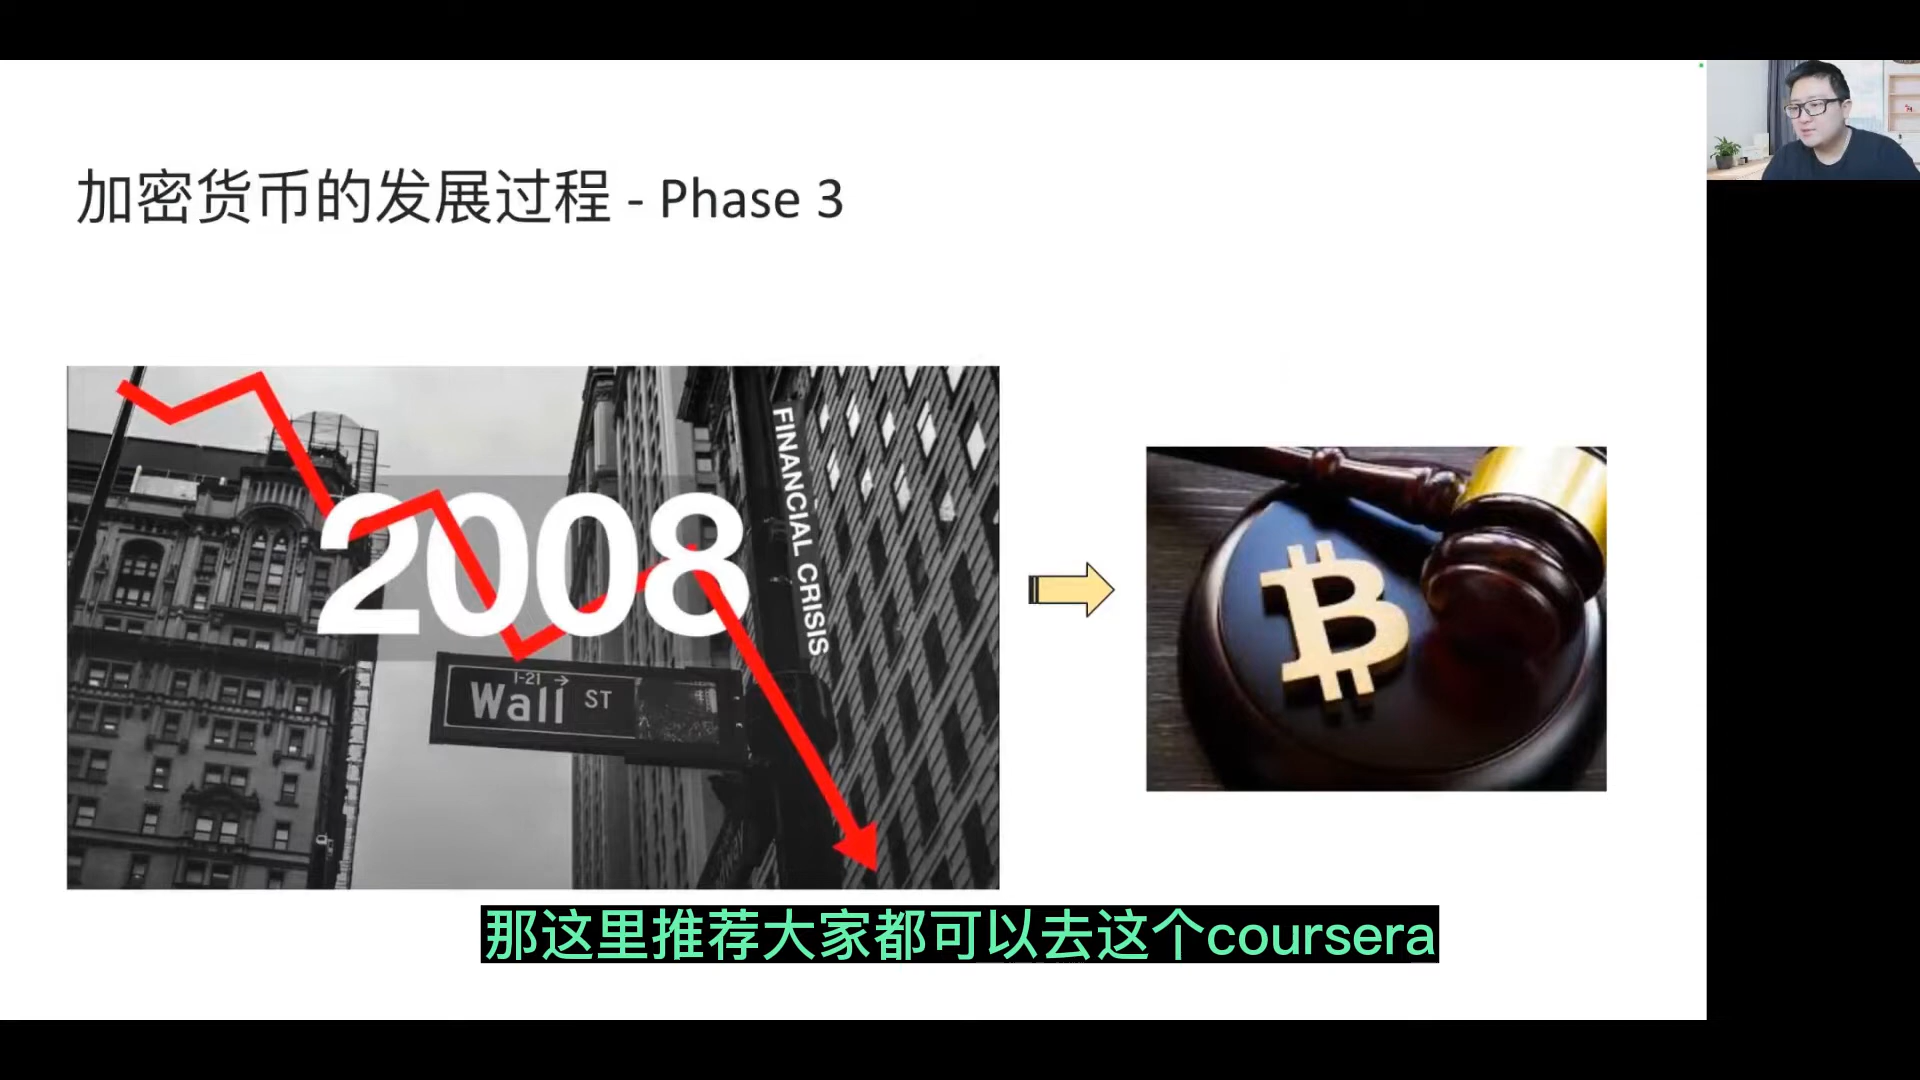 加密货币的发展过程 - Phase 3
2008
FINANCIAL CRISIS
1-21 →
Wall ST
那这里推荐大家都可以去这个coursera